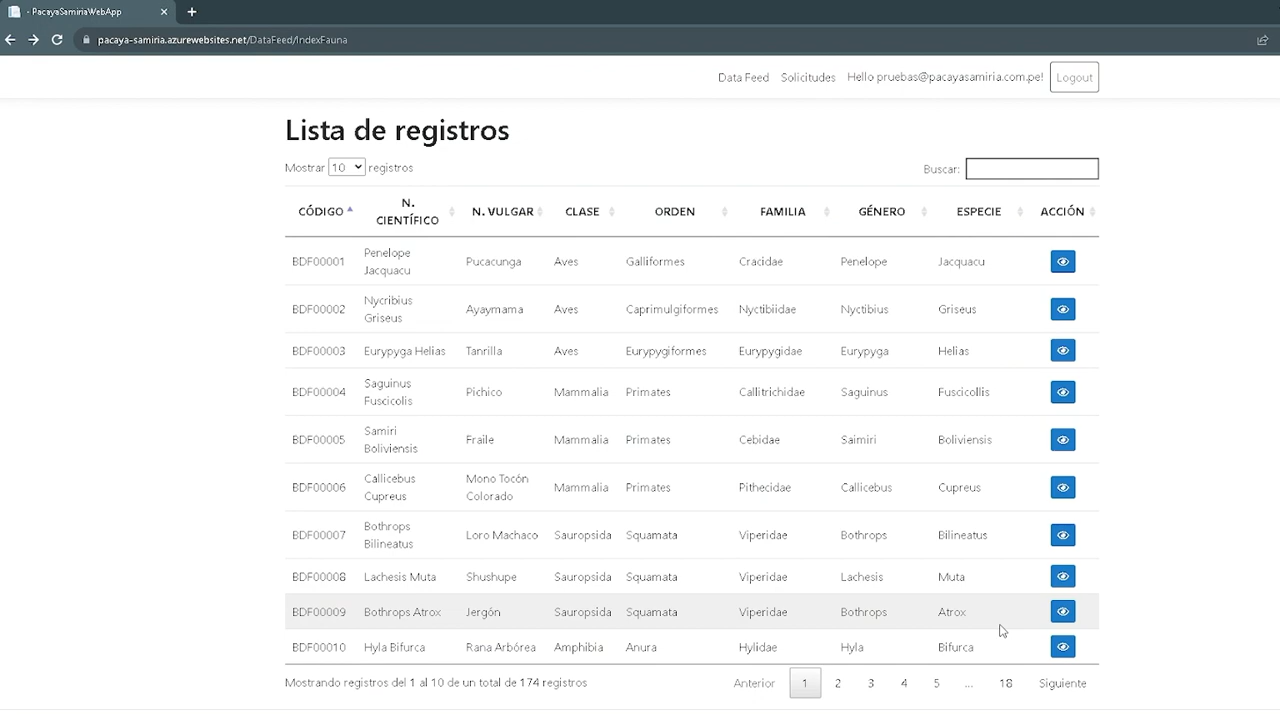 - PacayaSamiriaWebApp
pacaya-samiria.azurewebsites.net/DataFeed/IndexFauna
Data Feed Solicitudes Hello pruebas@pacayasamiria.com.pe! Logout
Lista de registros
Mostrar 10 registros Buscar:
CÓDIGO N. CIENTÍFICO N. VULGAR CLASE ORDEN FAMILIA GÉNERO ESPECIE ACCIÓN
BDF00001 Penelope Jacquacu Pucacunga Aves Galliformes Cracidae Penelope Jacquacu
BDF00002 Nycribius Griseus Ayaymama Aves Caprimulgiformes Nyctibiidae Nyctibius Griseus
BDF00003 Eurypyga Helias Tanrilla Aves Eurypygiformes Eurypygidae Eurypyga Helias
BDF00004 Saguinus Fuscicolis Pichico Mammalia Primates Callitrichidae Saguinus Fuscicollis
BDF00005 Samiri Boliviensis Fraile Mammalia Primates Cebidae Saimiri Boliviensis
BDF00006 Callicebus Cupreus Mono Tocón Colorado Mammalia Primates Pithecidae Callicebus Cupreus
BDF00007 Bothrops Bilineatus Loro Machaco Sauropsida Squamata Viperidae Bothrops Bilineatus
BDF00008 Lachesis Muta Shushupe Sauropsida Squamata Viperidae Lachesis Muta
BDF00009 Bothrops Atrox Jergón Sauropsida Squamata Viperidae Bothrops Atrox
BDF00010 Hyla Bifurca Rana Arbórea Amphibia Anura Hylidae Hyla Bifurca
Mostrando registros del 1 al 10 de un total de 174 registros Anterior 1 2 3 4 5 ... 18 Siguiente